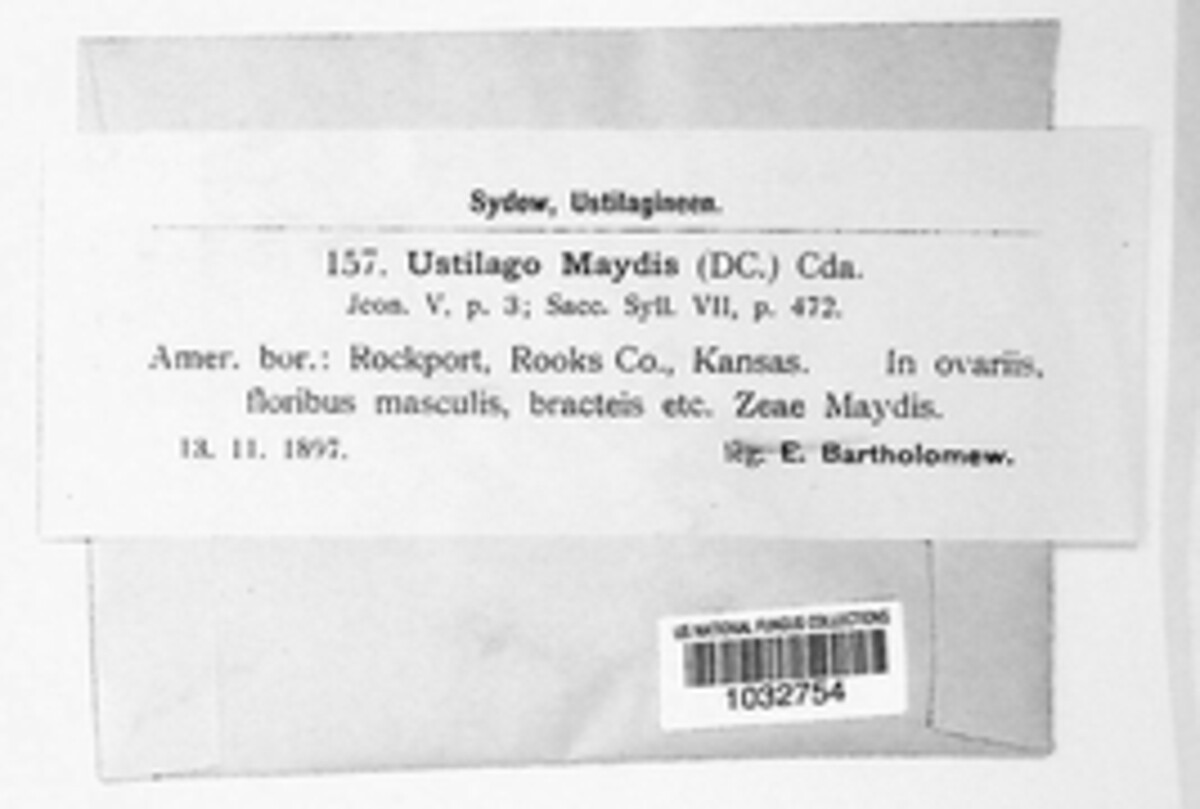 Sydow, Ustilagineen.
157. Ustilago Maydis (DC.) Cda.
Jcon. V, p. 3; Sacc. Syll. VII, p. 472.
Amer. bor.: Rockport, Rooks Co., Kansas. In ovariis,
floribus masculis, bracteis etc. Zeae Maydis.
13. 11. 1897. leg. E. Bartholomew.
US NATIONAL FUNGUS COLLECTIONS
1032754